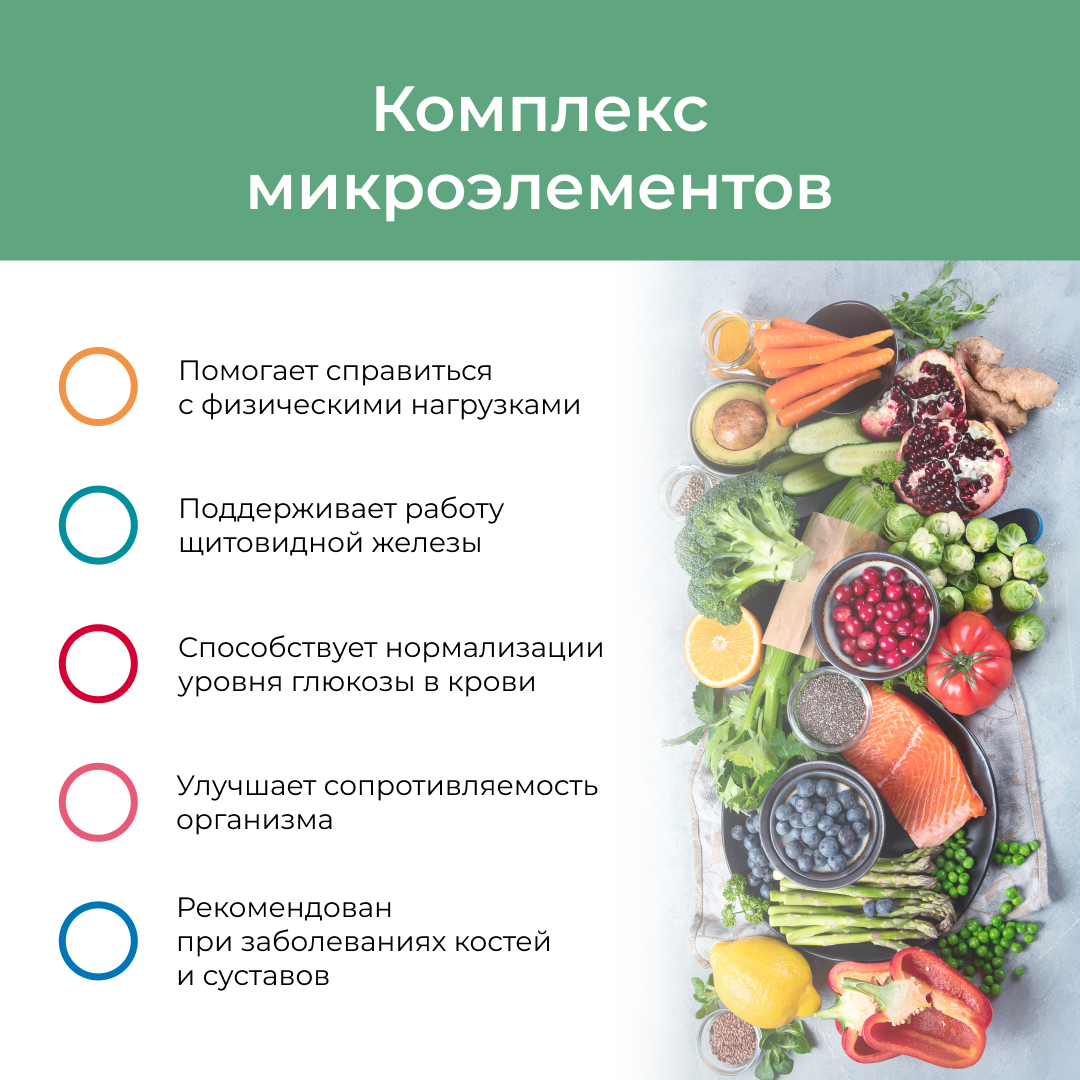 Комплекс
микроэлементов
Помогает справиться
с физическими нагрузками
Поддерживает работу
щитовидной железы
Способствует нормализации
уровня глюкозы в крови
Улучшает сопротивляемость
организма
Рекомендован
при заболеваниях костей
и суставов